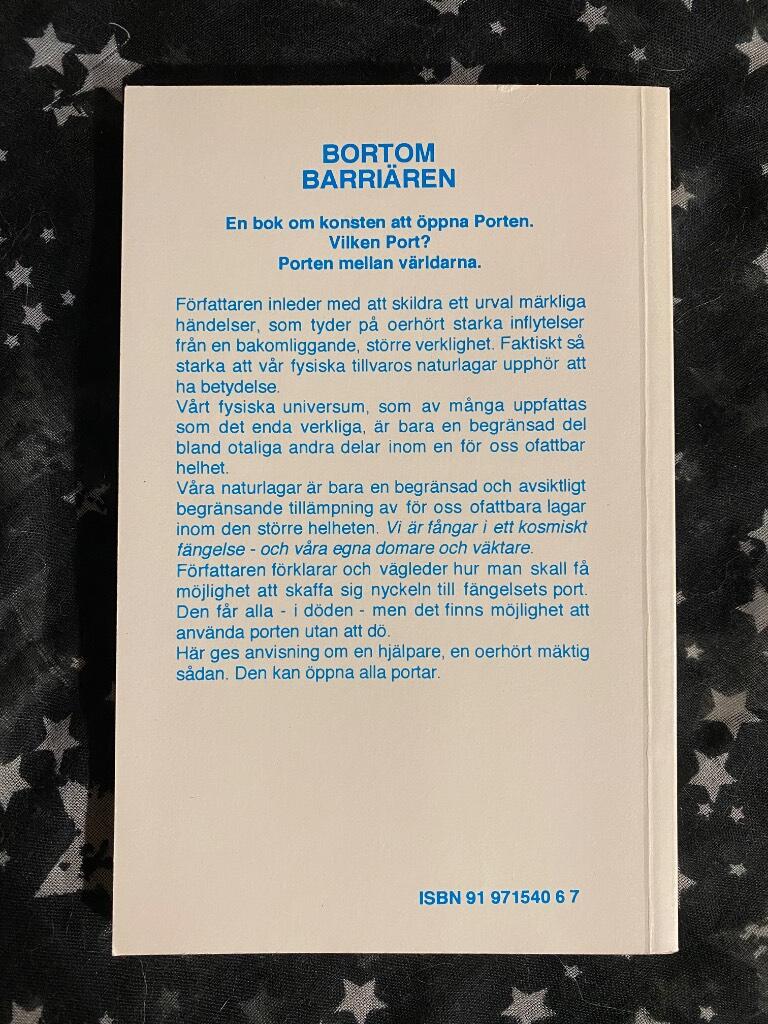 BORTOM
BARRIÄREN
En bok om konsten att öppna Porten.
Vilken Port?
Porten mellan världarna.
Författaren inleder med att skildra ett urval märkliga
händelser, som tyder på oerhört starka inflytelser
från en bakomliggande, större verklighet. Faktiskt så
starka att vår fysiska tillvaros naturlagar upphör att
ha betydelse.
Vårt fysiska universum, som av många uppfattas
som det enda verkliga, är bara en begränsad del
bland otaliga andra delar inom en för oss ofattbar
helhet.
Våra naturlagar är bara en begränsad och avsiktligt
begränsande tillämpning av för oss ofattbara lagar
inom den större helheten. Vi är fångar i ett kosmiskt
fängelse - och våra egna domare och väktare.
Författaren förklarar och vägleder hur man skall få
möjlighet att skaffa sig nyckeln till fängelsets port.
Den får alla - i döden - men det finns möjlighet att
använda porten utan att dö.
Här ges anvisning om en hjälpare, en oerhört mäktig
sådan. Den kan öppna alla portar.
ISBN 91 971540 6 7